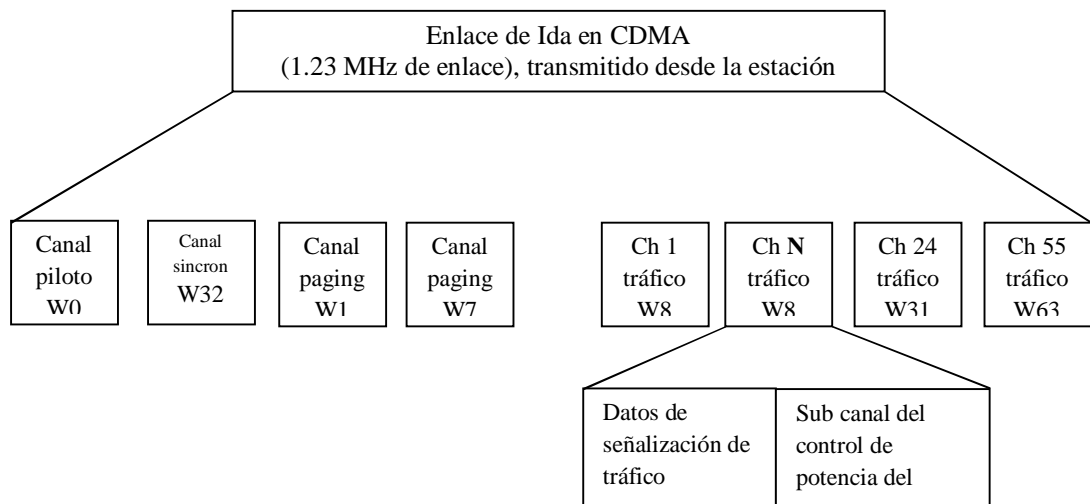 Enlace de Ida en CDMA
(1.23 MHz de enlace), transmitido desde la estación
Canal
piloto
W0
Canal
sincron
W32
Canal
paging
W1
Canal
paging
W7
Ch 1
tráfico
W8
Ch N
tráfico
W8
Ch 24
tráfico
W31
Ch 55
tráfico
W63
Datos de
señalización de
tráfico
Sub canal del
control de
potencia del